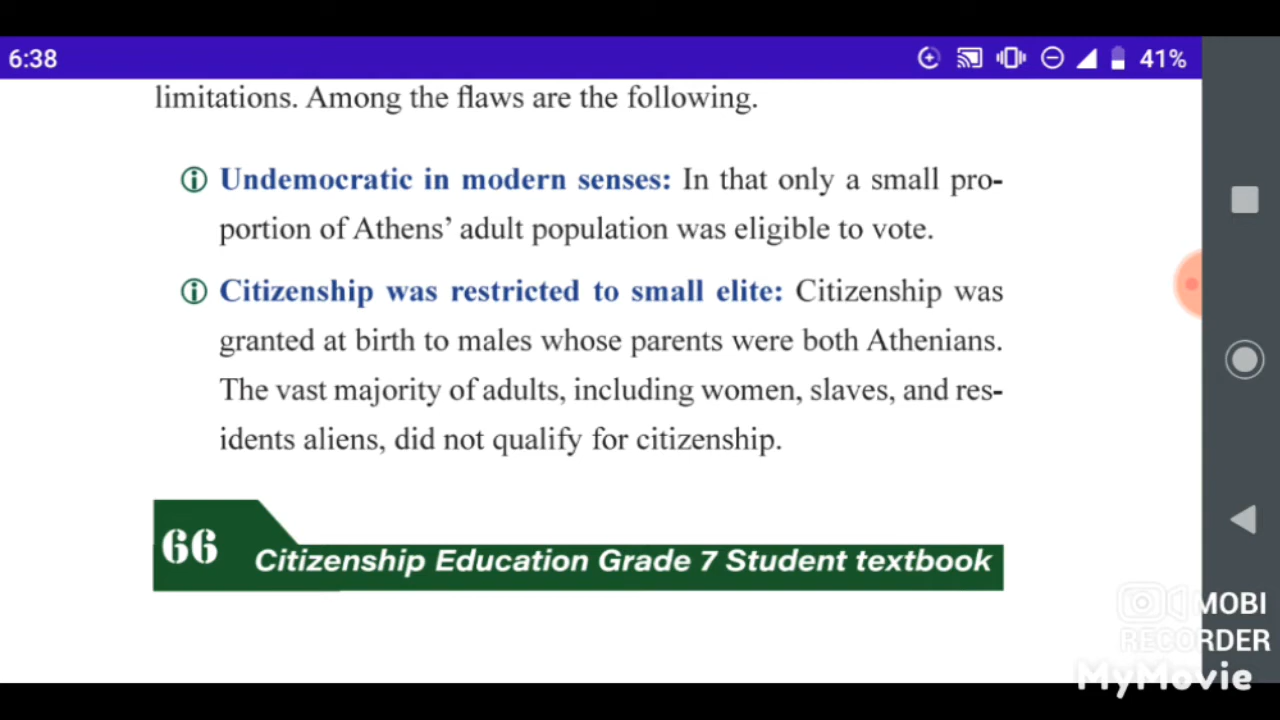 6:38
41%
limitations. Among the flaws are the following.
Undemocratic in modern senses: In that only a small pro-
portion of Athens’ adult population was eligible to vote.
Citizenship was restricted to small elite: Citizenship was
granted at birth to males whose parents were both Athenians.
The vast majority of adults, including women, slaves, and res-
idents aliens, did not qualify for citizenship.
66
Citizenship Education Grade 7 Student textbook
MOBI
RECORDER
MyMovie